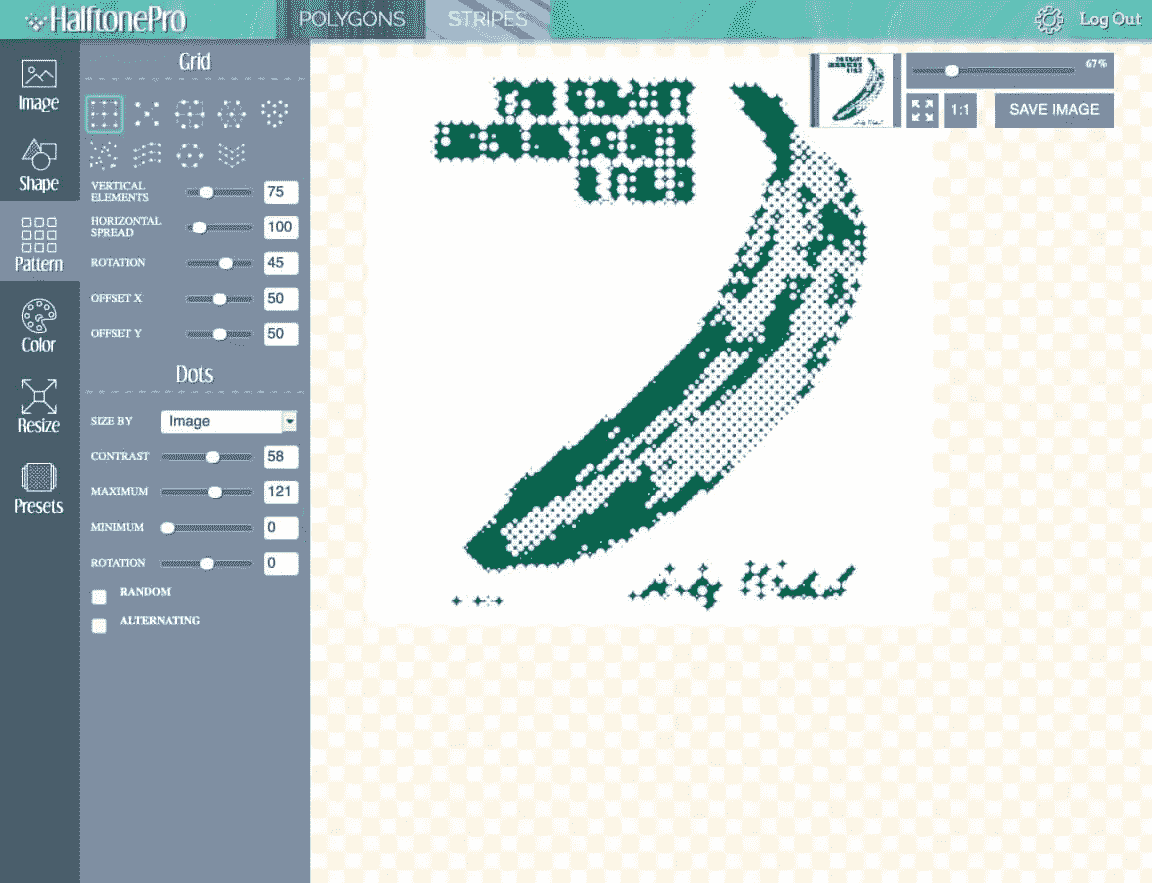 HalftonePro
POLYGONS
STRIPES
Log Out
Image
Shape
Pattern
Color
Resize
Presets
Grid
VERTICAL
ELEMENTS
75
HORIZONTAL
SPREAD
100
ROTATION
45
OFFSET X
50
OFFSET Y
50
Dots
SIZE BY
Image
CONTRAST
58
MAXIMUM
121
MINIMUM
0
ROTATION
0
RANDOM
ALTERNATING
67%
1:1
SAVE IMAGE